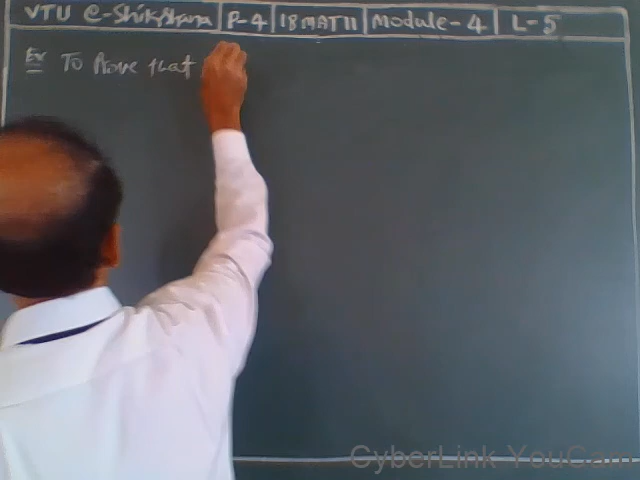 VTU e-Shikshana | P-4 | 18MAT11 | Module-4 | L-5
Ex To Prove that
CyberLink YouCam